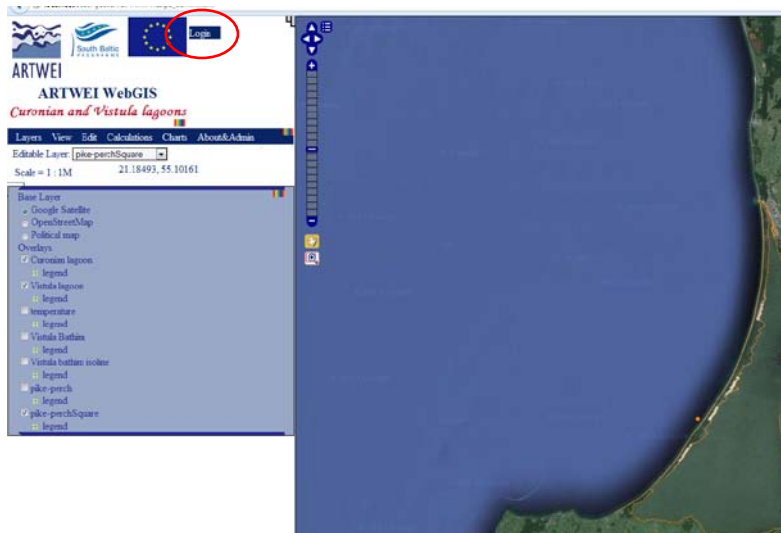 Login
South Baltic
PROGRAMME
ARTWEI
ARTWEI WebGIS
Curonian and Vistula lagoons
Layers View Edit Calculations Charts About&Admin
Editable Layer: pike-perchSquare
Scale = 1 : 1M 21.18493, 55.10161
Base Layer
Google Satellite
OpenStreetMap
Political map
Overlays
Curonian lagoon
legend
Vistula lagoon
legend
temperature
legend
Vistula Bathim
legend
Vistula bathim isoline
legend
pike-perch
legend
pike-perchSquare
legend